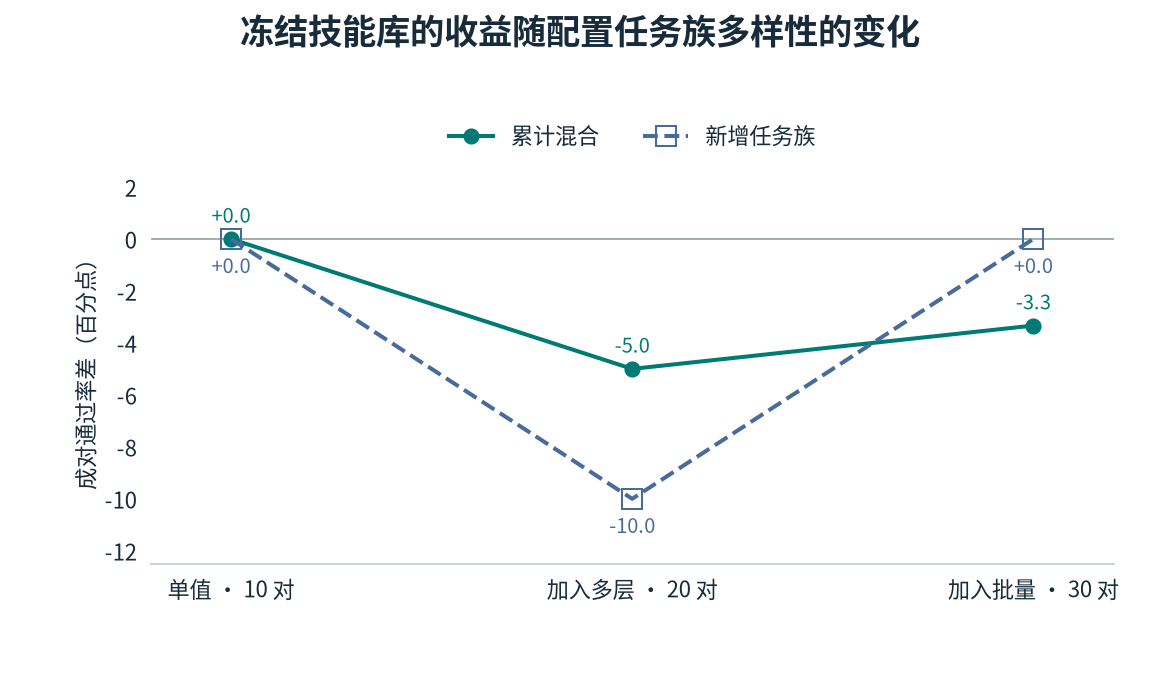 冻结技能库的收益随配置任务族多样性的变化
累计混合
新增任务族
成对通过率差（百分点）
2
0
-2
-4
-6
-8
-10
-12
+0.0
+0.0
-5.0
-10.0
+0.0
-3.3
单值 · 10 对
加入多层 · 20 对
加入批量 · 30 对